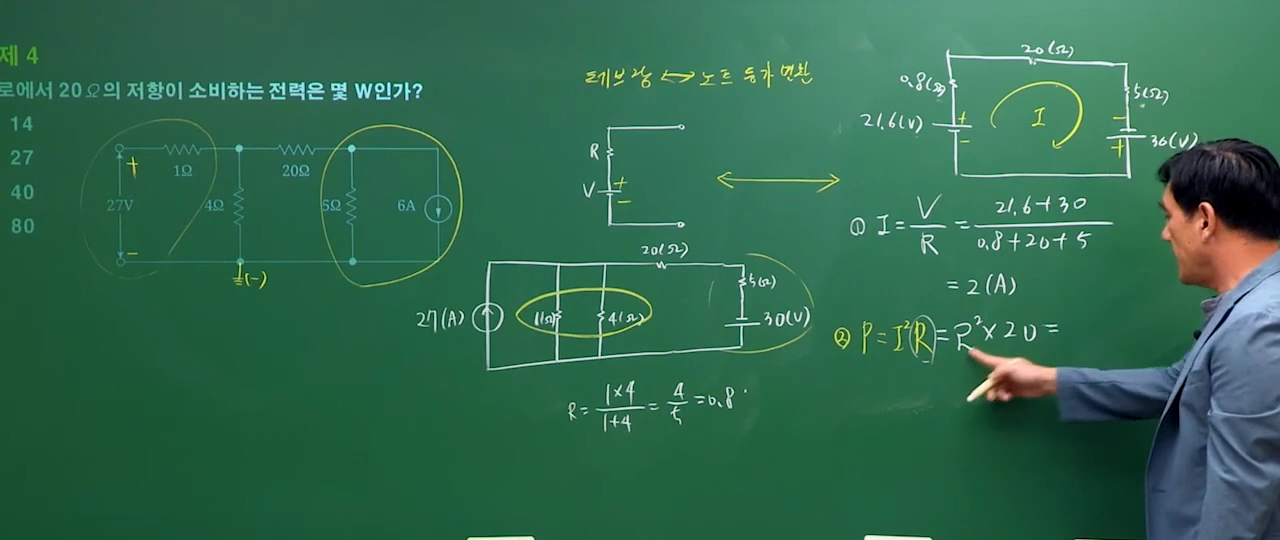 제 4
로에서 20Ω의 저항이 소비하는 전력은 몇 W인가?
14
27
40
80
+
27V
-
1Ω
4Ω
20Ω
5Ω
6A
(-)
테브낭 ↔ 노트 등가 변환
R
V
+
-
20(Ω)
0.8(Ω)
21.6(V)
+
-
I
5(Ω)
-
+
30(V)
① I = V/R = 21.6+30 / 0.8+20+5
= 2(A)
② P = I²R = 2² × 20 =
27(A)
1(Ω)
4(Ω)
20(Ω)
5(Ω)
30(V)
R = 1×4 / 1+4 = 4/5 = 0.8